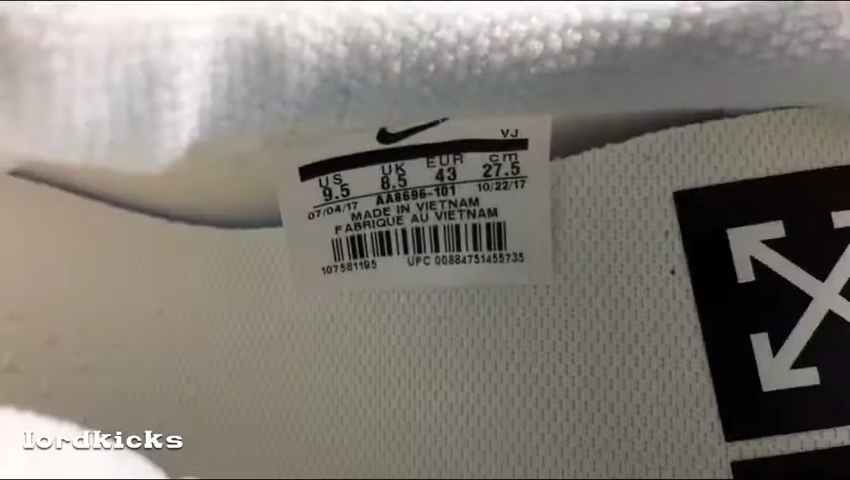 VJ
US UK EUR cm
9.5 8.5 43 27.5
07/04/17 AA8696-101 10/22/17
MADE IN VIETNAM
FABRIQUE AU VIETNAM
107581195 UPC 00884751455735
lordkicks